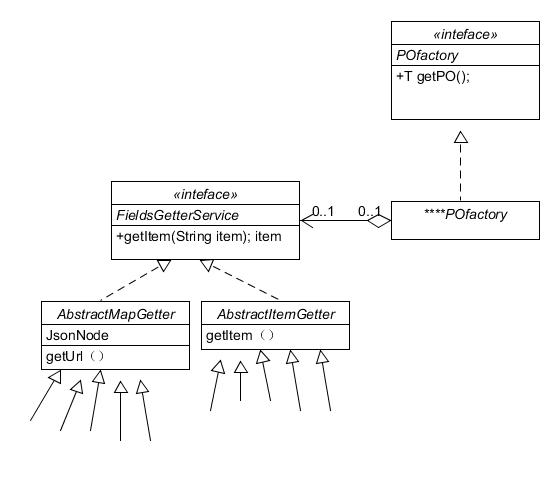 «inteface»
POfactory
+T getPO();
«inteface»
FieldsGetterService
+getItem(String item); item
0..1
0..1
****POfactory
AbstractMapGetter
JsonNode
getUrl（）
AbstractItemGetter
getItem（）